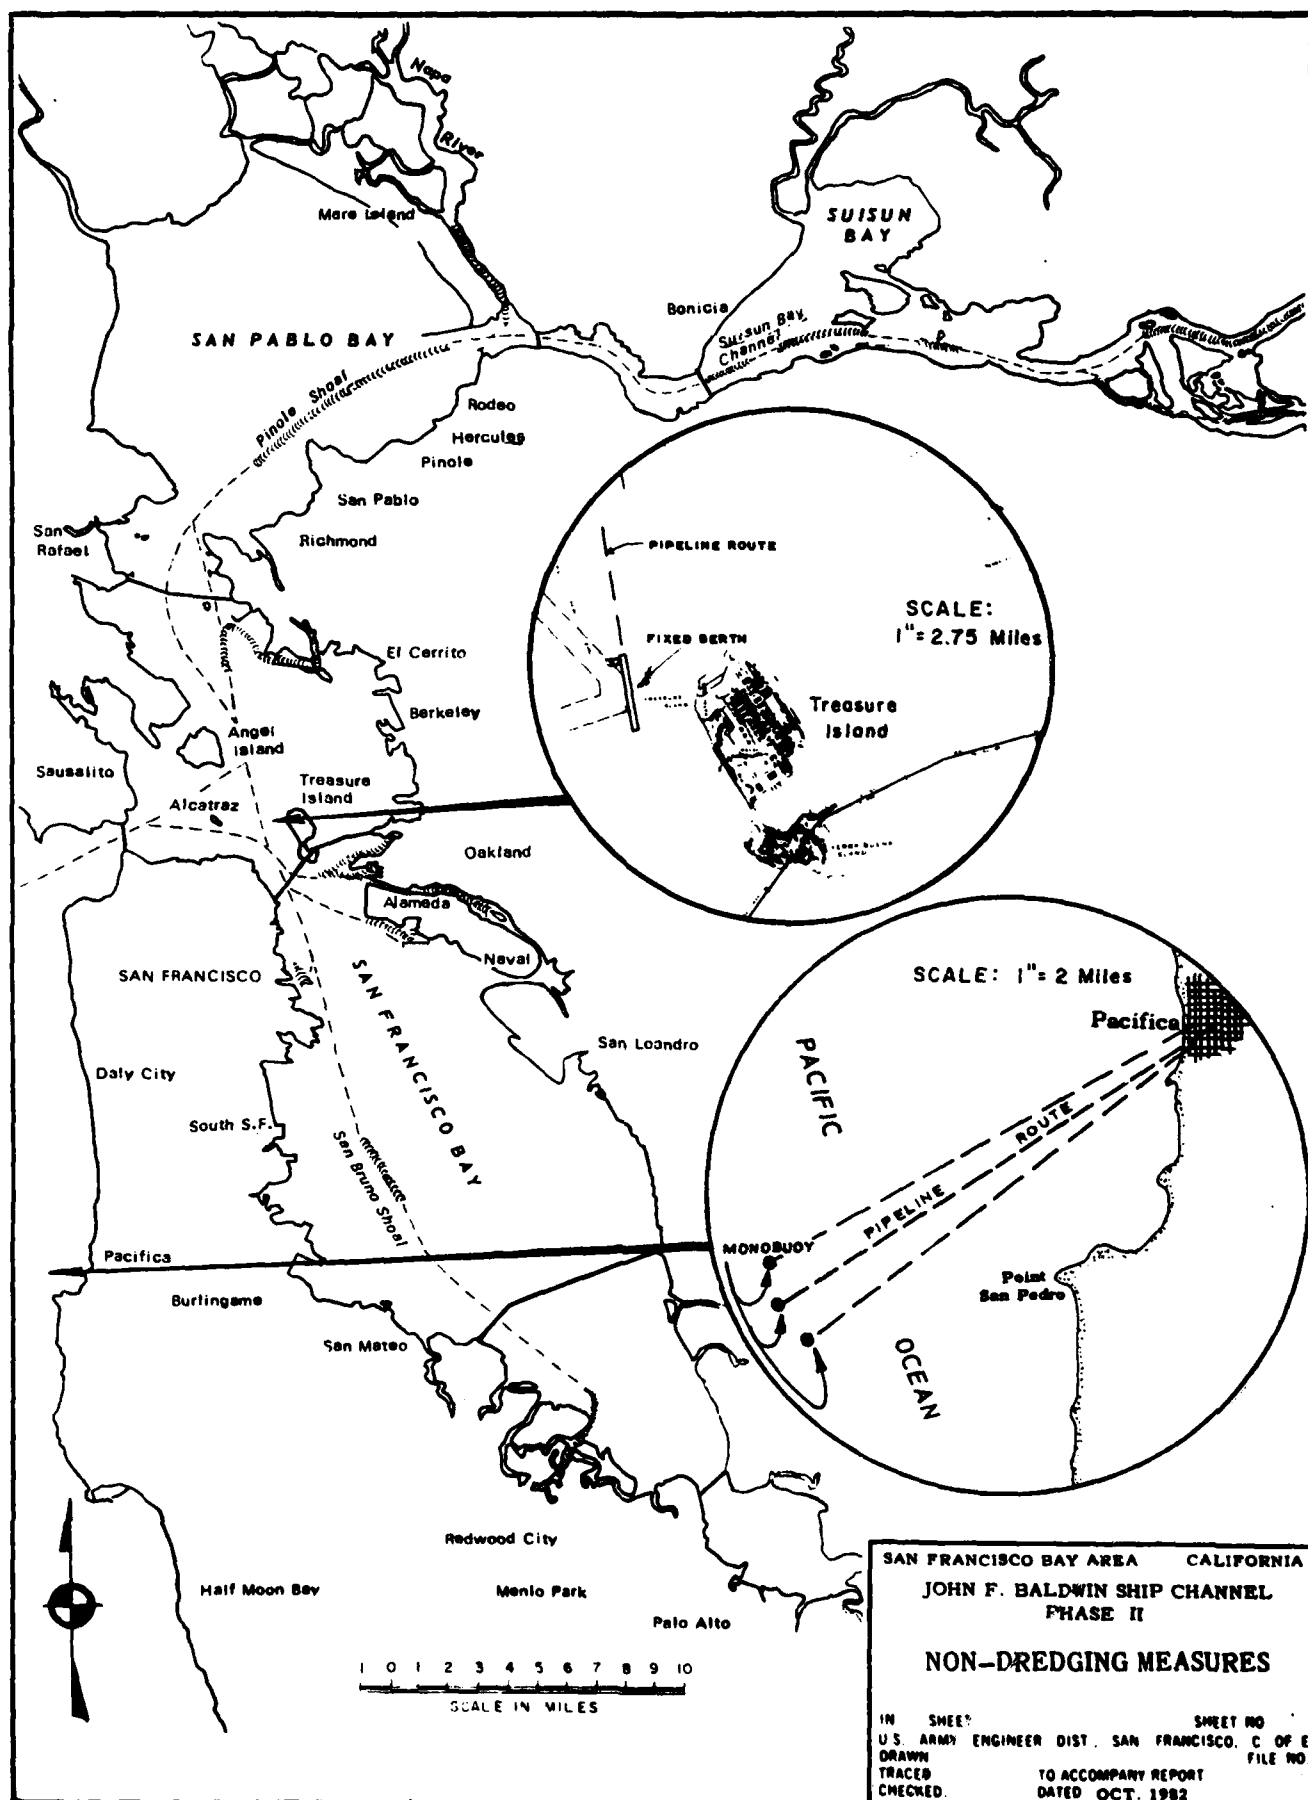 Napa
River
Mare Island
SUISUN
BAY
Bonicia
Suisun Bay
Channel
SAN PABLO BAY
Pinole Shoal
Rodeo
Hercules
Pinole
San Pablo
Richmond
San
Rafael
PIPELINE ROUTE
SCALE:
1"= 2.75 Miles
FIXED BERTH
Treasure
Island
El Cerrito
Berkeley
Angel
Island
Sausalito
Treasure
Island
Alcatraz
Oakland
Alameda
Naval
SAN FRANCISCO
SAN FRANCISCO BAY
SCALE: 1"= 2 Miles
Pacifica
San Loandro
PACIFIC
Daly City
South S.F.
San Bruno Shoal
PIPELINE ROUTE
MONOBUOY
Pacifica
Point
San Pedro
Burlingame
San Mateo
OCEAN
Redwood City
Half Moon Bay
Menlo Park
Palo Alto
1 0 1 2 3 4 5 6 7 8 9 10
SCALE IN MILES
SAN FRANCISCO BAY AREA CALIFORNIA
JOHN F. BALDWIN SHIP CHANNEL
PHASE II
NON-DREDGING MEASURES
IN SHEET SHEET NO
U.S. ARMY ENGINEER DIST. SAN FRANCISCO, C OF E
DRAWN FILE NO.
TRACED TO ACCOMPANY REPORT
CHECKED. DATED OCT. 1982